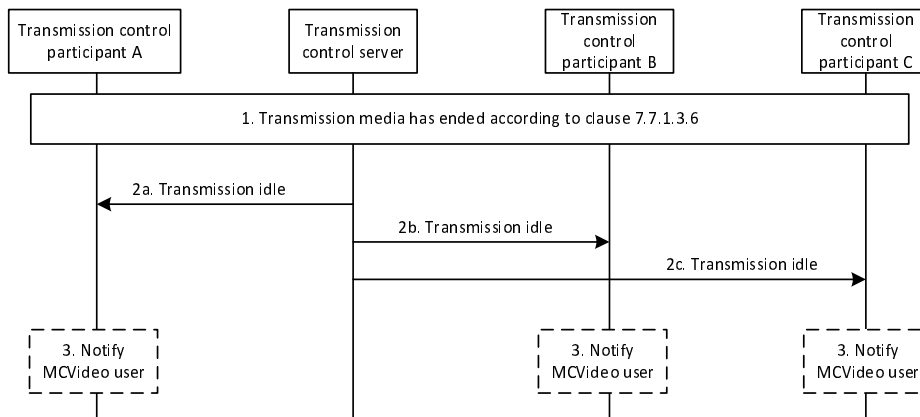 Transmission control
participant A
Transmission
control server
Transmission
control
participant B
Transmission
control
participant C
1. Transmission media has ended according to clause 7.7.1.3.6
2a. Transmission idle
2b. Transmission idle
2c. Transmission idle
3. Notify
MCVideo user
3. Notify
MCVideo user
3. Notify
MCVideo user